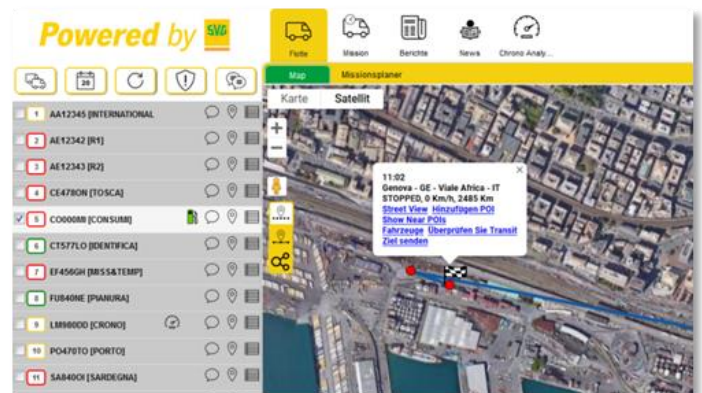 Powered by SVG
Flotte
Mission
Berichte
News
Chrono Analy...
Map
Missionsplaner
Karte
Satellit
1 AA12345 [INTERNATIONAL
2 AE12342 [R1]
3 AE12343 [R2]
4 CE478ON [TOSCA]
5 CO000MI [CONSUMI]
6 CT577LO [IDENTIFICA]
7 EF456GH [MISS&TEMP]
8 FU840NE [PIANURA]
9 LM980DD [CRONO]
10 PO470TO [PORTO]
11 SA840OI [SARDEGNA]
11:02
Genova - GE - Viale Africa - IT
STOPPED, 0 Km/h, 2485 Km
Street View Hinzufügen POI
Show Near POIs
Fahrzeuge Überprüfen Sie Transit
Ziel senden